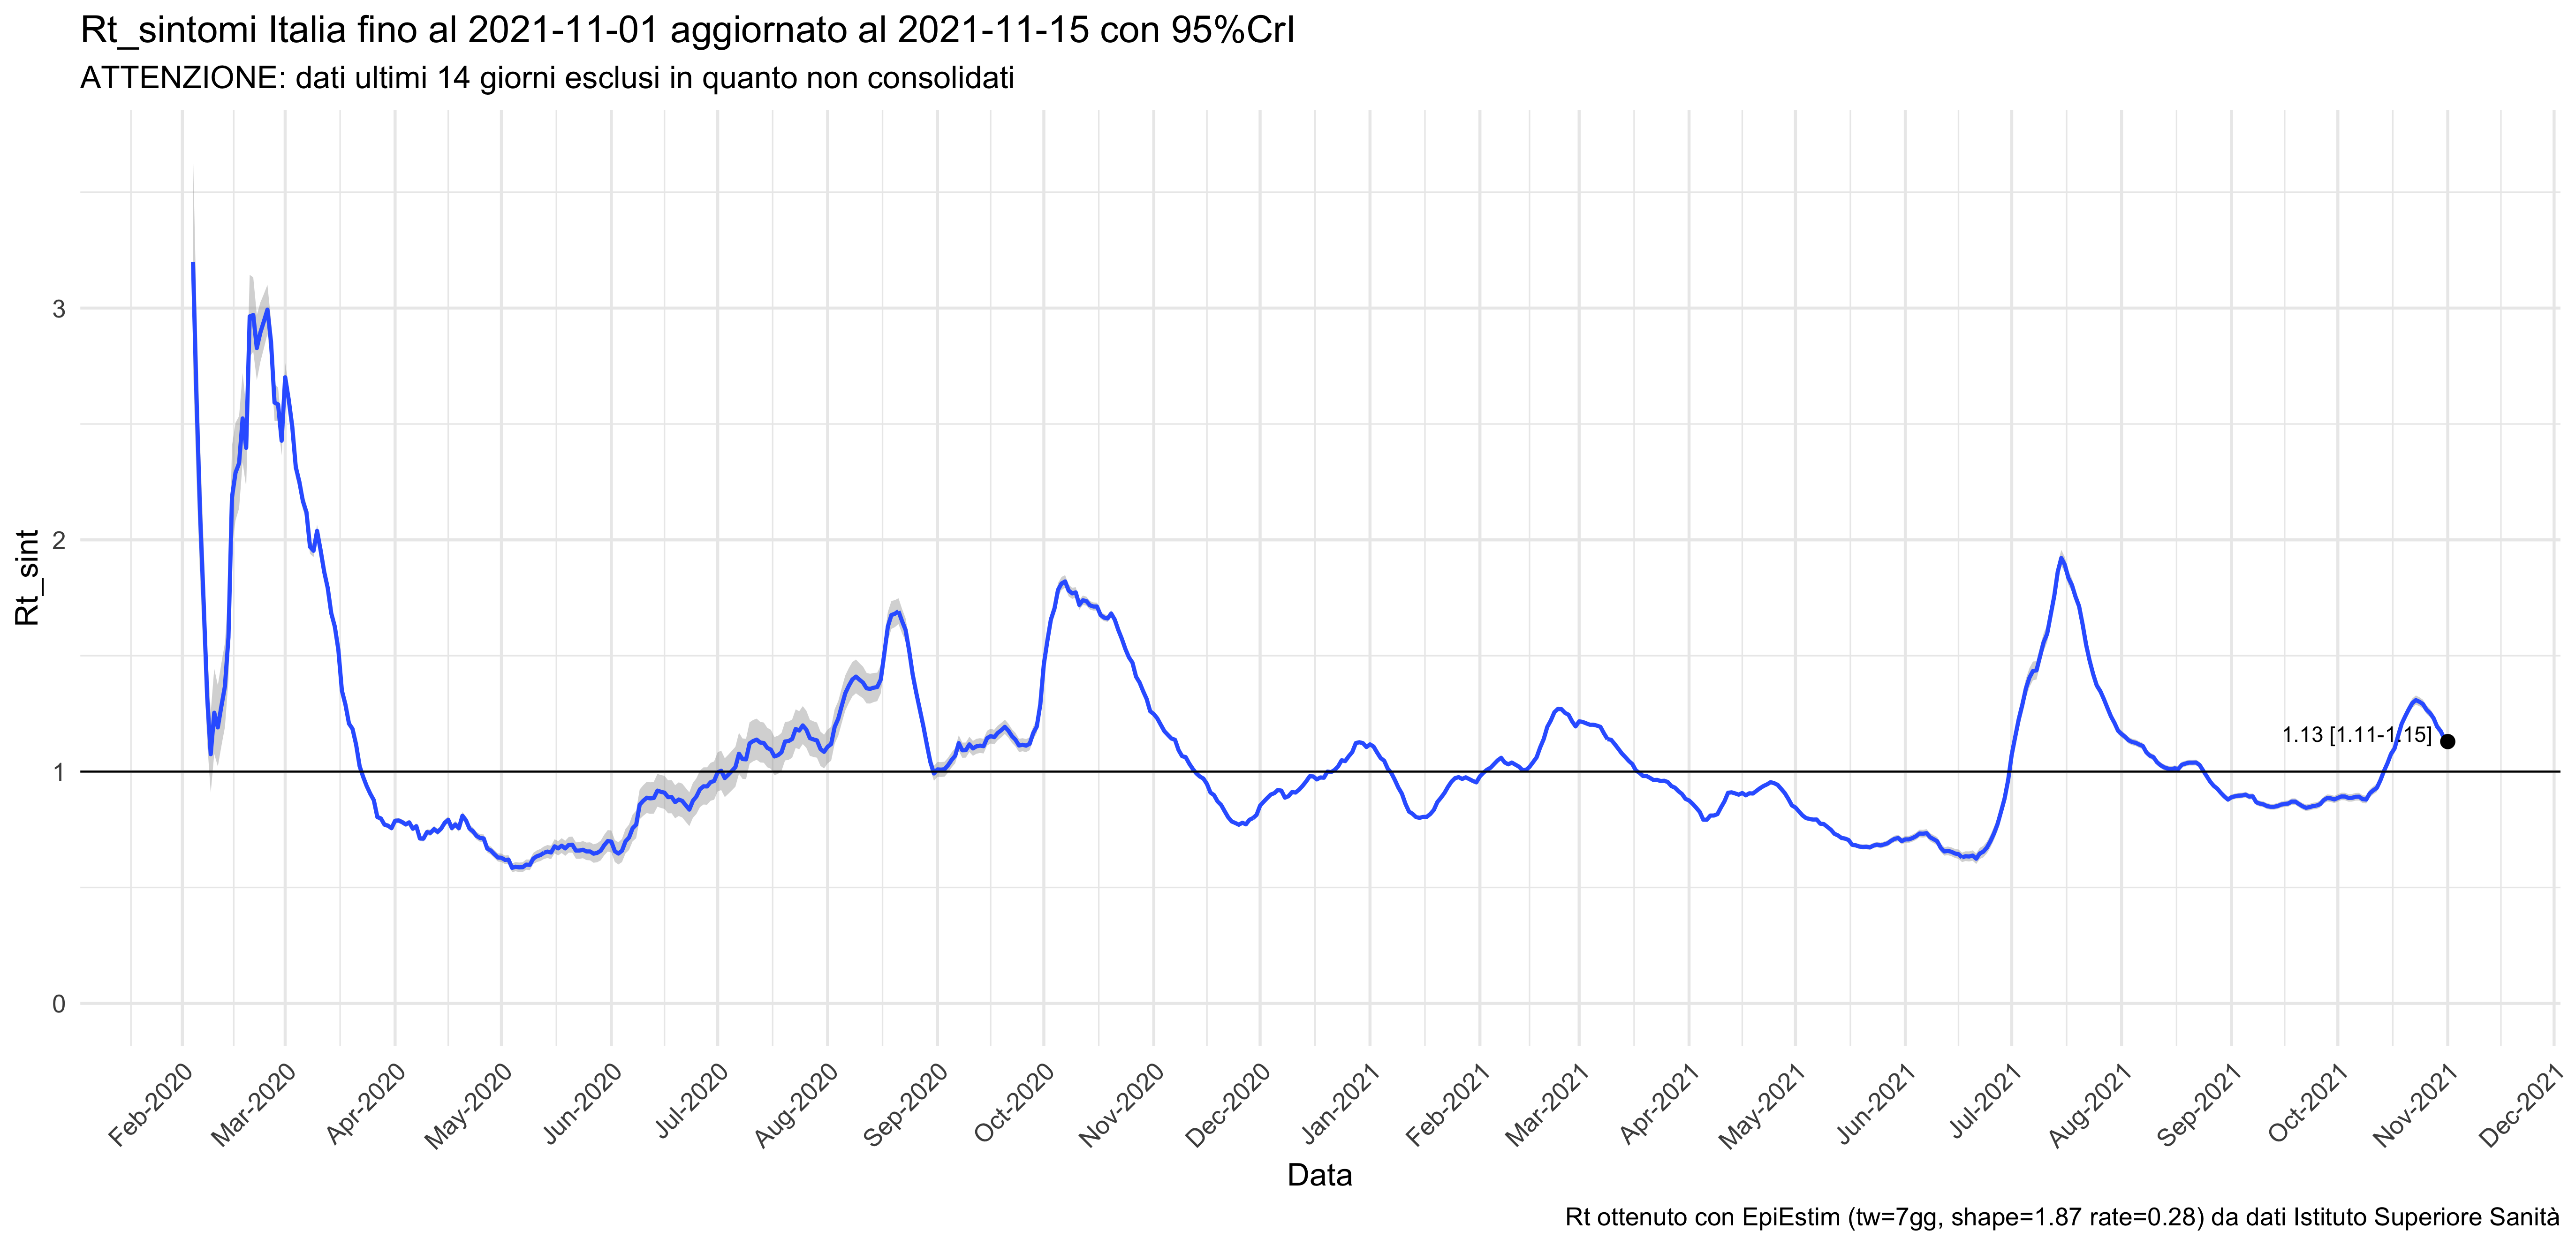 Rt_sintomi Italia fino al 2021-11-01 aggiornato al 2021-11-15 con 95%CrI
ATTENZIONE: dati ultimi 14 giorni esclusi in quanto non consolidati
Rt_sint
3
2
1
0
1.13 [1.11-1.15]
Feb-2020
Mar-2020
Apr-2020
May-2020
Jun-2020
Jul-2020
Aug-2020
Sep-2020
Oct-2020
Nov-2020
Dec-2020
Jan-2021
Feb-2021
Mar-2021
Apr-2021
May-2021
Jun-2021
Jul-2021
Aug-2021
Sep-2021
Oct-2021
Nov-2021
Dec-2021
Data
Rt ottenuto con EpiEstim (tw=7gg, shape=1.87 rate=0.28) da dati Istituto Superiore Sanità